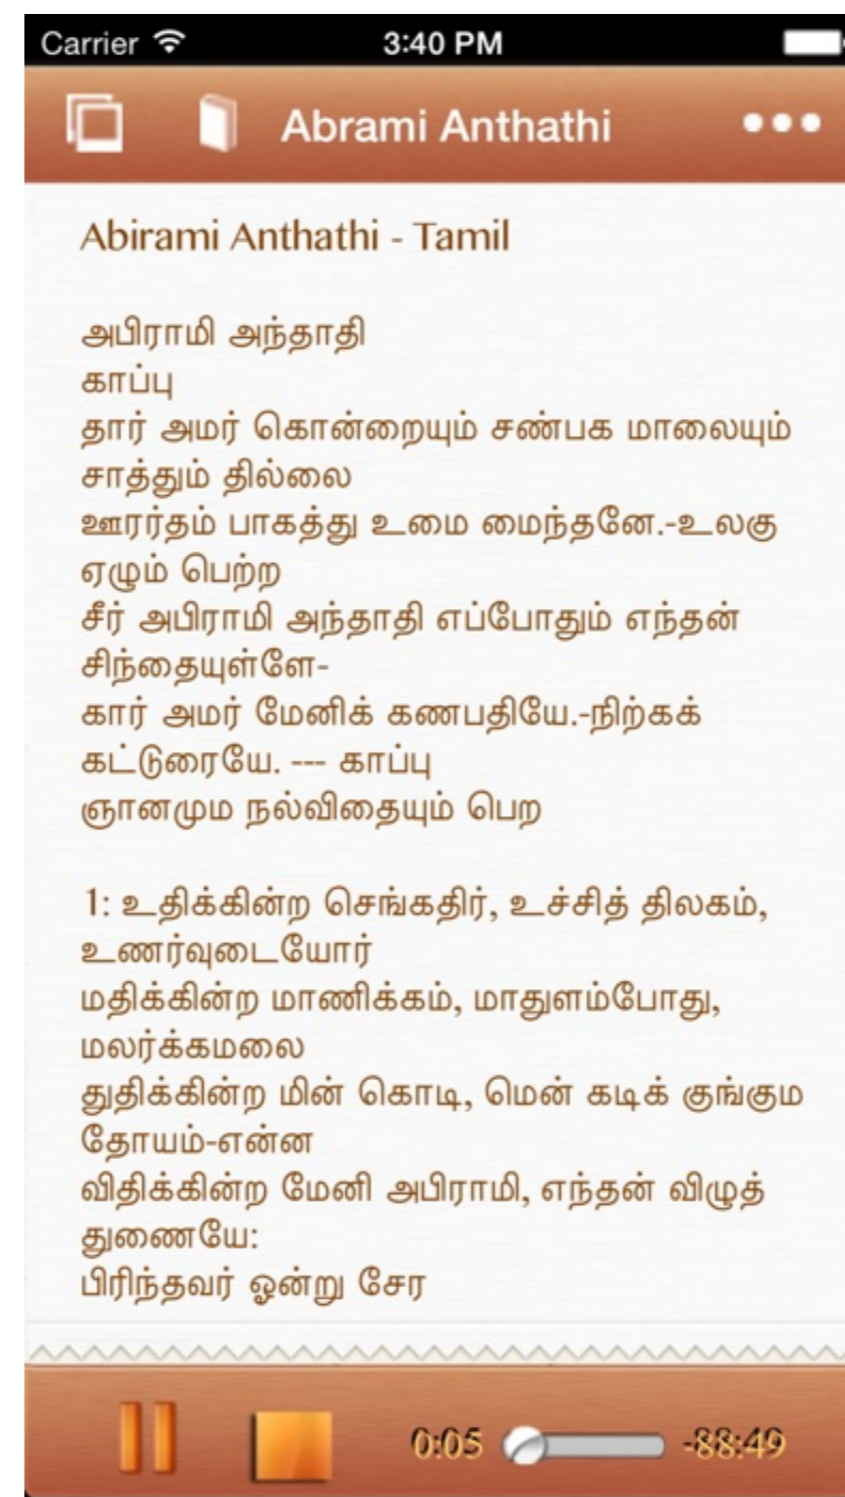 Carrier 3:40 PM
Abrami Anthathi
Abirami Anthathi - Tamil
அபிராமி அந்தாதி
காப்பு
தார் அமர் கொன்றையும் சண்பக மாலையும்
சாத்தும் தில்லை
ஊரர்தம் பாகத்து உமை மைந்தனே.-உலகு
ஏழும் பெற்ற
சீர் அபிராமி அந்தாதி எப்போதும் எந்தன்
சிந்தையுள்ளே-
கார் அமர் மேனிக் கணபதியே.-நிற்கக்
கட்டுரையே. --- காப்பு
ஞானமும நல்விதையும் பெற
1: உதிக்கின்ற செங்கதிர், உச்சித் திலகம்,
உணர்வுடையோர்
மதிக்கின்ற மாணிக்கம், மாதுளம்போது,
மலர்க்கமலை
துதிக்கின்ற மின் கொடி, மென் கடிக் குங்கும
தோயம்-என்ன
விதிக்கின்ற மேனி அபிராமி, எந்தன் விழுத்
துணையே:
பிரிந்தவர் ஓன்று சேர
0:05 -88:49